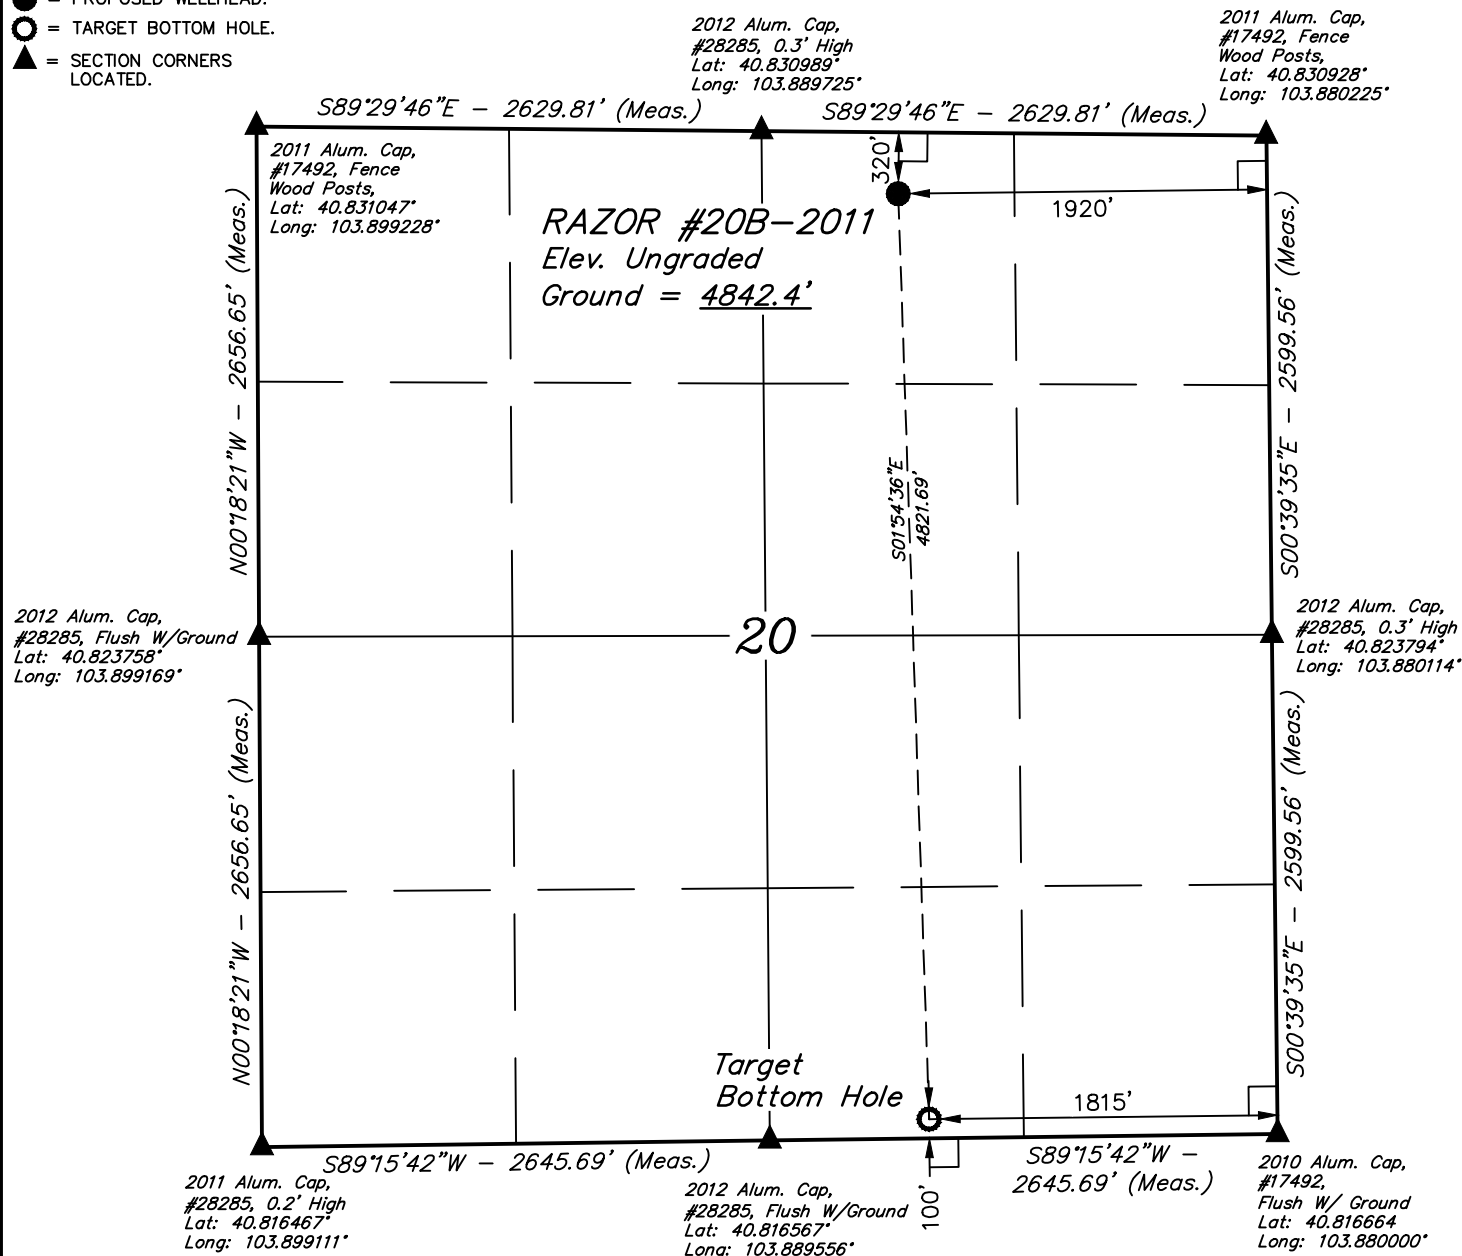 = PROPOSED WELLHEAD.
= TARGET BOTTOM HOLE.
= SECTION CORNERS
LOCATED.
2012 Alum. Cap,
#28285, 0.3' High
Lat: 40.830989°
Long: 103.889725°
2011 Alum. Cap,
#17492, Fence
Wood Posts,
Lat: 40.830928°
Long: 103.880225°
S89°29'46"E - 2629.81' (Meas.)
S89°29'46"E - 2629.81' (Meas.)
2011 Alum. Cap,
#17492, Fence
Wood Posts,
Lat: 40.831047°
Long: 103.899228°
320'
1920'
RAZOR #20B-2011
Elev. Ungraded
Ground = 4842.4'
N00°18'21"W - 2656.65' (Meas.)
S00°39'35"E - 2599.56' (Meas.)
S01°54'36"E
4821.69'
2012 Alum. Cap,
#28285, Flush W/Ground
Lat: 40.823758°
Long: 103.899169°
20
2012 Alum. Cap,
#28285, 0.3' High
Lat: 40.823794°
Long: 103.880114°
N00°18'21"W - 2656.65' (Meas.)
S00°39'35"E - 2599.56' (Meas.)
Target
Bottom Hole
1815'
S89°15'42"W - 2645.69' (Meas.)
S89°15'42"W -
2645.69' (Meas.)
100'
2011 Alum. Cap,
#28285, 0.2' High
Lat: 40.816467°
Long: 103.899111°
2012 Alum. Cap,
#28285, Flush W/Ground
Lat: 40.816567°
Long: 103.889556°
2010 Alum. Cap,
#17492,
Flush W/ Ground
Lat: 40.816664
Long: 103.880000°